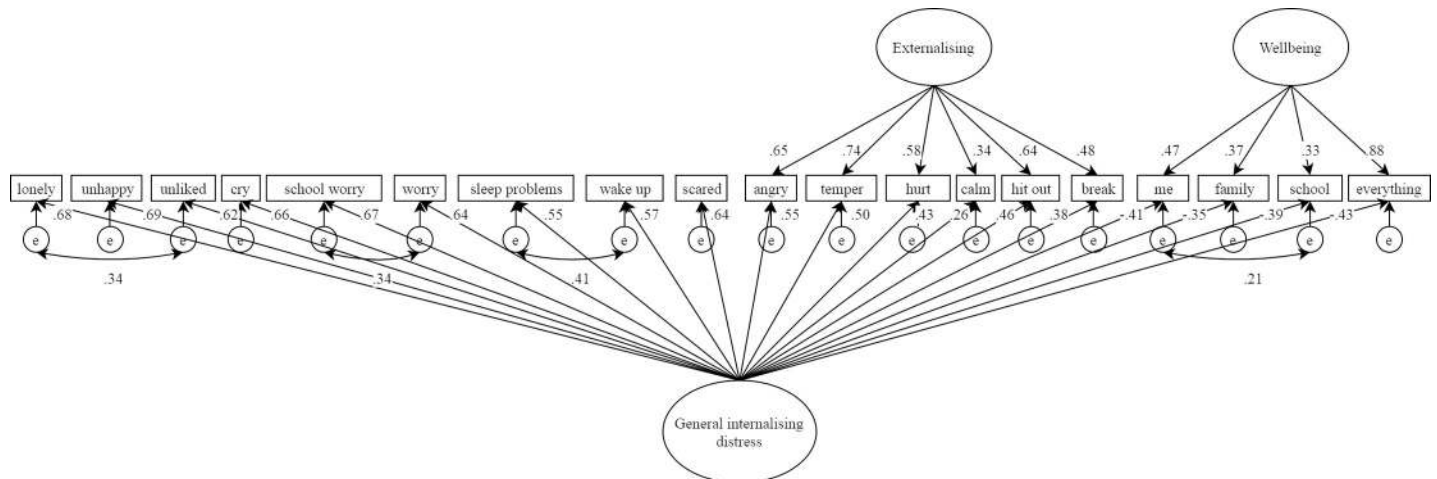 Externalising
Wellbeing
.65 .74 .58 .34 .64 .48 .47 .37 .33 .88
lonely unhappy unliked cry school worry worry sleep problems wake up scared angry temper hurt calm hit out break me family school everything
.68 .69 .62 .66 .67 .64 .55 .57 .64 .55 .50 .43 .26 .46 .38 -.41 -.35 -.39 -.43
e e e e e e e e e e e e e e e e e e e
.34 .34 .41 .21
General internalising
distress